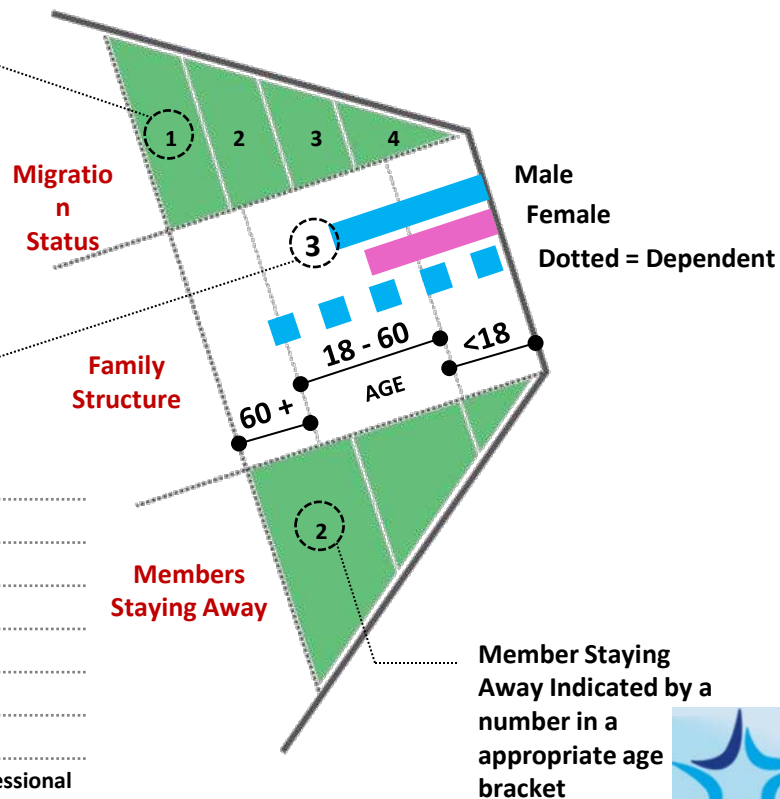 1
2
3
4
Migratio
n
Status
Male
Female
3
Dotted = Dependent
18 - 60
<18
Family
Structure
AGE
60 +
2
Members
Staying Away
Member Staying
Away Indicated by a
number in a
appropriate age
bracket
essional